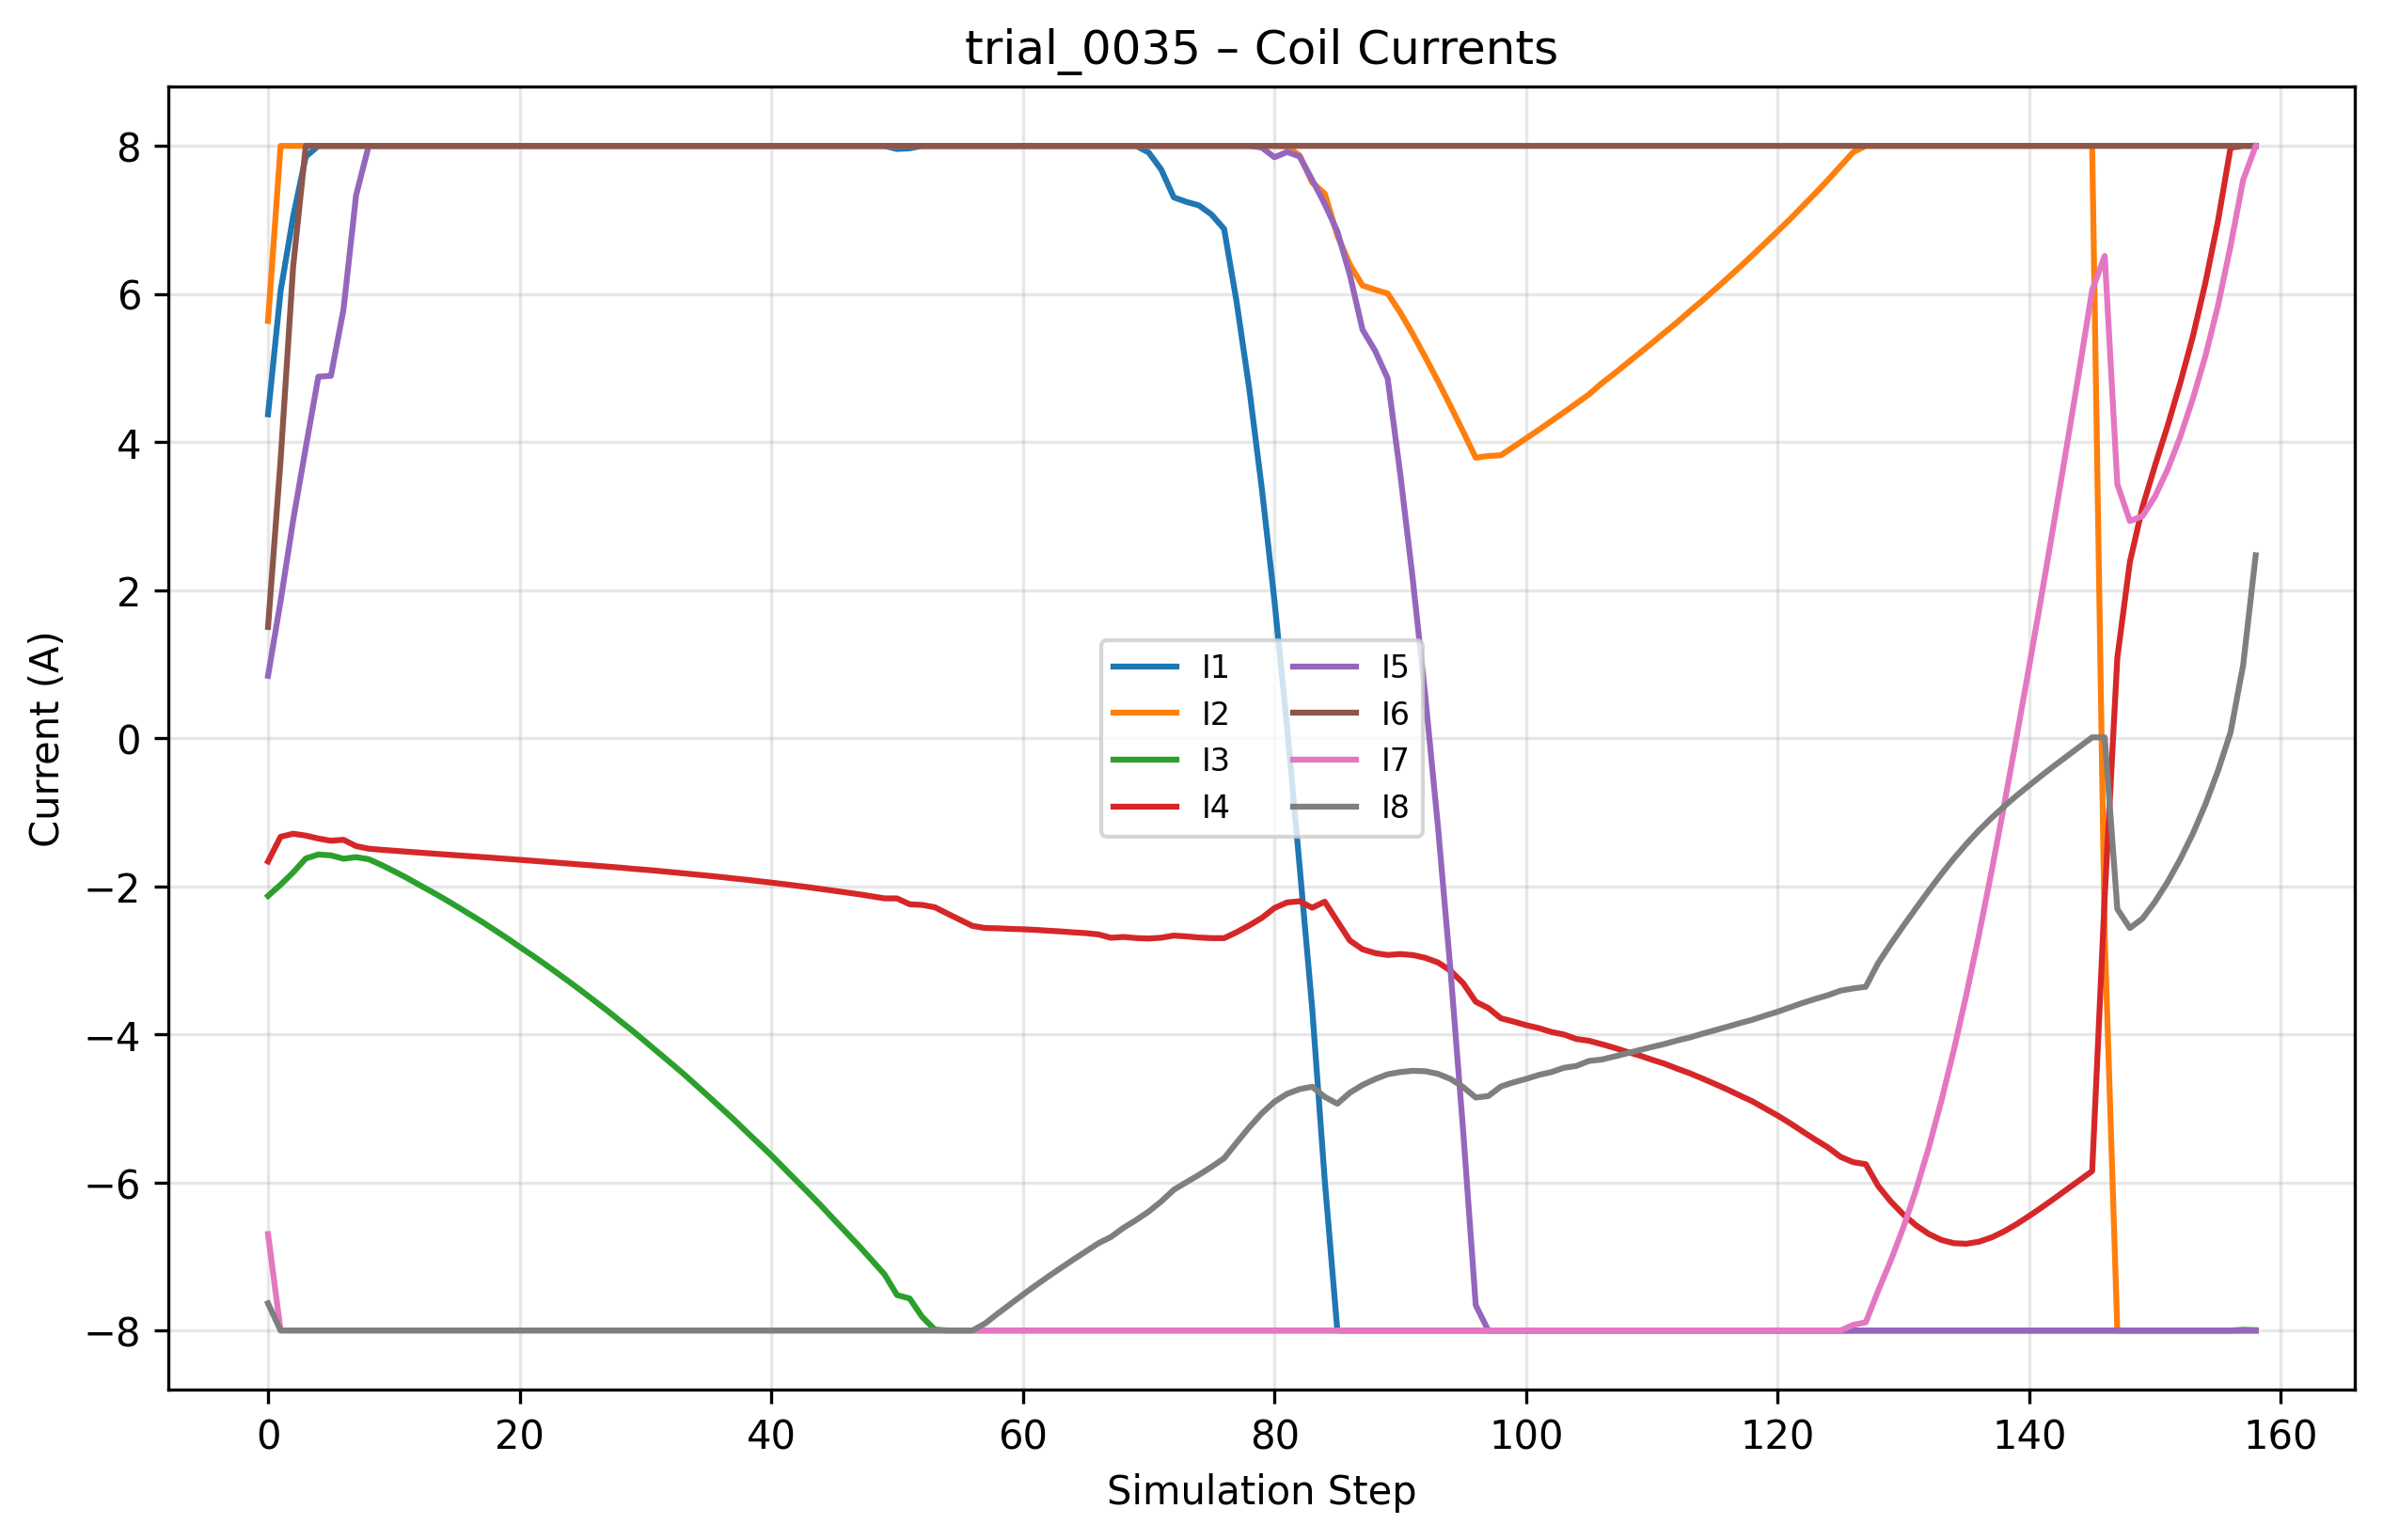 trial_0035 – Coil Currents
Current (A)
8
6
4
2
0
−2
−4
−6
−8
I1
I2
I3
I4
I5
I6
I7
I8
0
20
40
60
80
100
120
140
160
Simulation Step